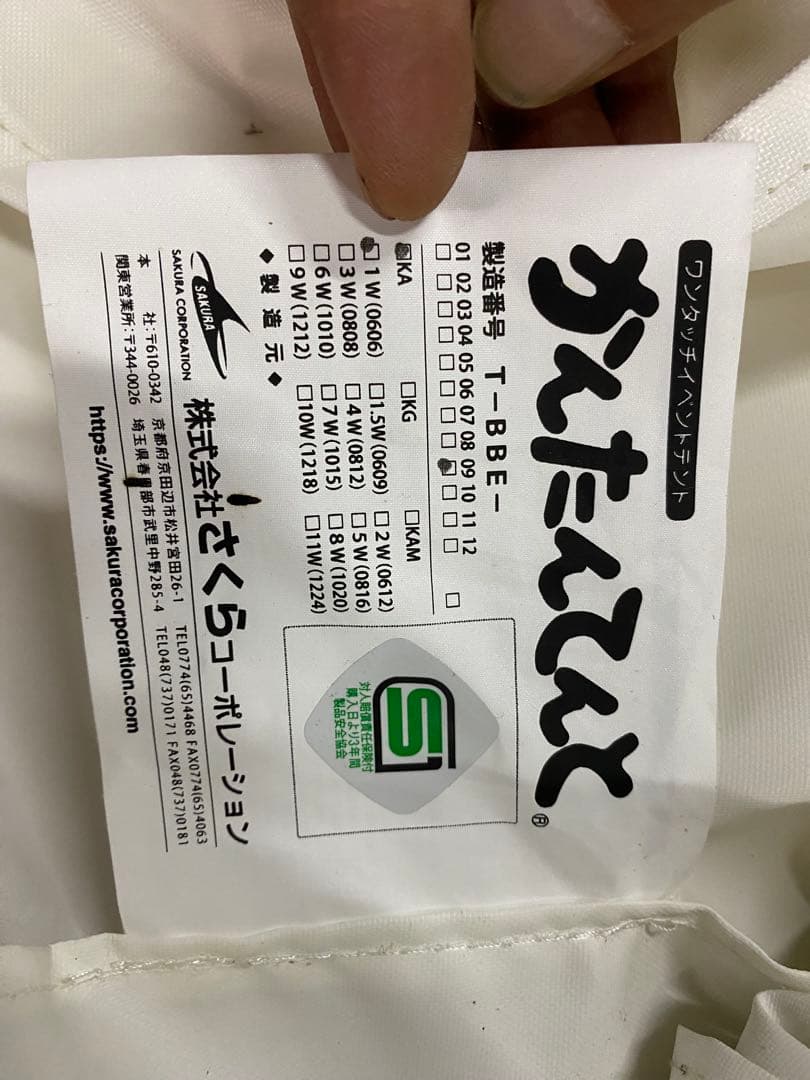 ワンタッチイベントテント
かんたんてんと®
製造番号 T-BBE-
01 02 03 04 05 06 07 08 09 10 11 12
□□□□□□□□■□□□ □
■KA □KG □KAM
■1W(0606) □1.5W(0609) □2W(0612)
□3W(0808) □4W(0812) □5W(0816)
□6W(1010) □7W(1015) □8W(1020)
□9W(1212) □10W(1218) □11W(1224)
S
対人賠償責任保険付
購入日より3年間
製品安全協会
◆製造元◆
SAKURA
SAKURA CORPORATION
株式会社さくらコーポレーション
本 社:〒610-0342 京都府京田辺市松井宮田26-1 TEL0774(65)4468 FAX0774(65)4063
関東営業所:〒344-0026 埼玉県春日部市武里中野285-4 TEL048(737)0171 FAX048(737)0181
https://www.sakuracorporation.com